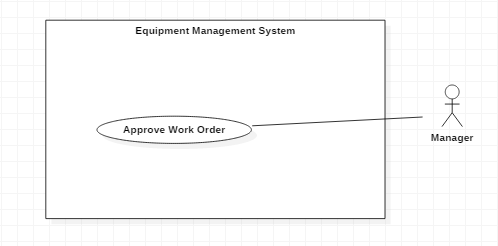 Equipment Management System
Approve Work Order
Manager